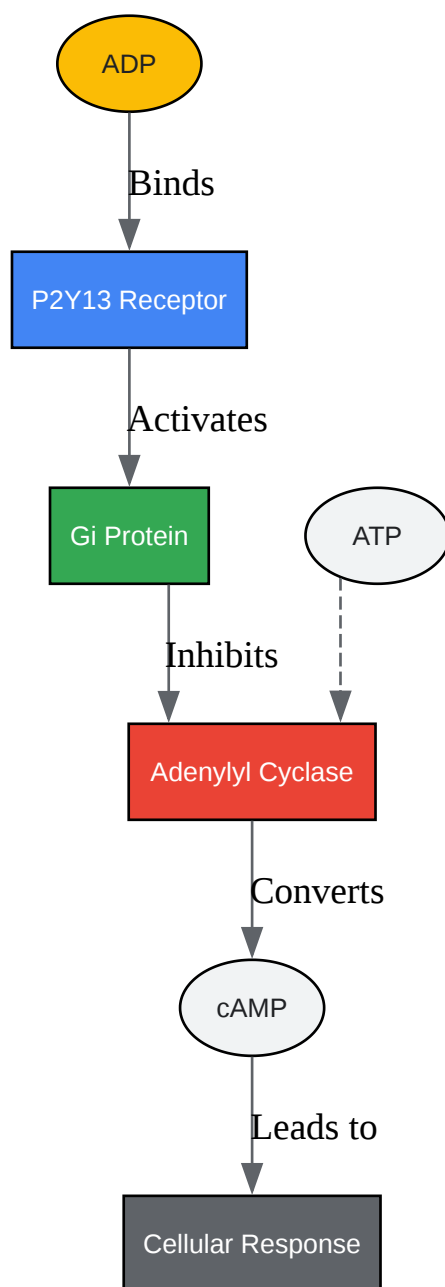 ADP
Binds
P2Y13 Receptor
Activates
Gi Protein
ATP
Inhibits
Adenylyl Cyclase
Converts
cAMP
Leads to
Cellular Response